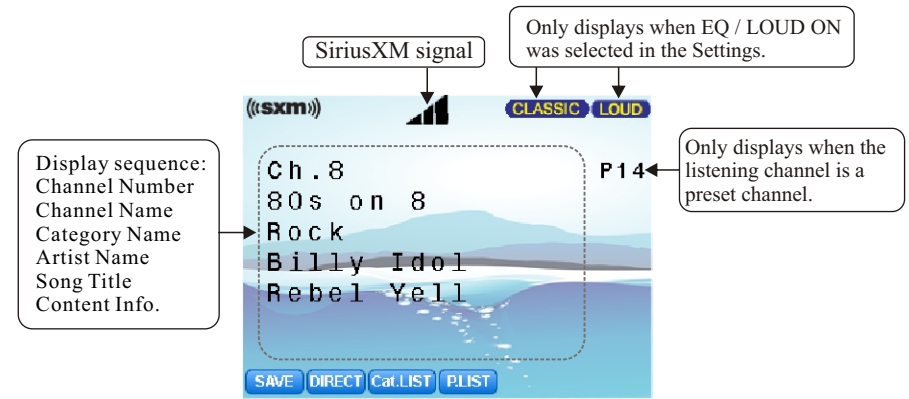 SiriusXM signal
Only displays when EQ / LOUD ON
was selected in the Settings.
((sxm)) CLASSIC LOUD
Display sequence:
Channel Number
Channel Name
Category Name
Artist Name
Song Title
Content Info.
Ch.8
80s on 8
Rock
Billy Idol
Rebel Yell
P14
Only displays when the
listening channel is a
preset channel.
SAVE DIRECT Cat.LIST P.LIST